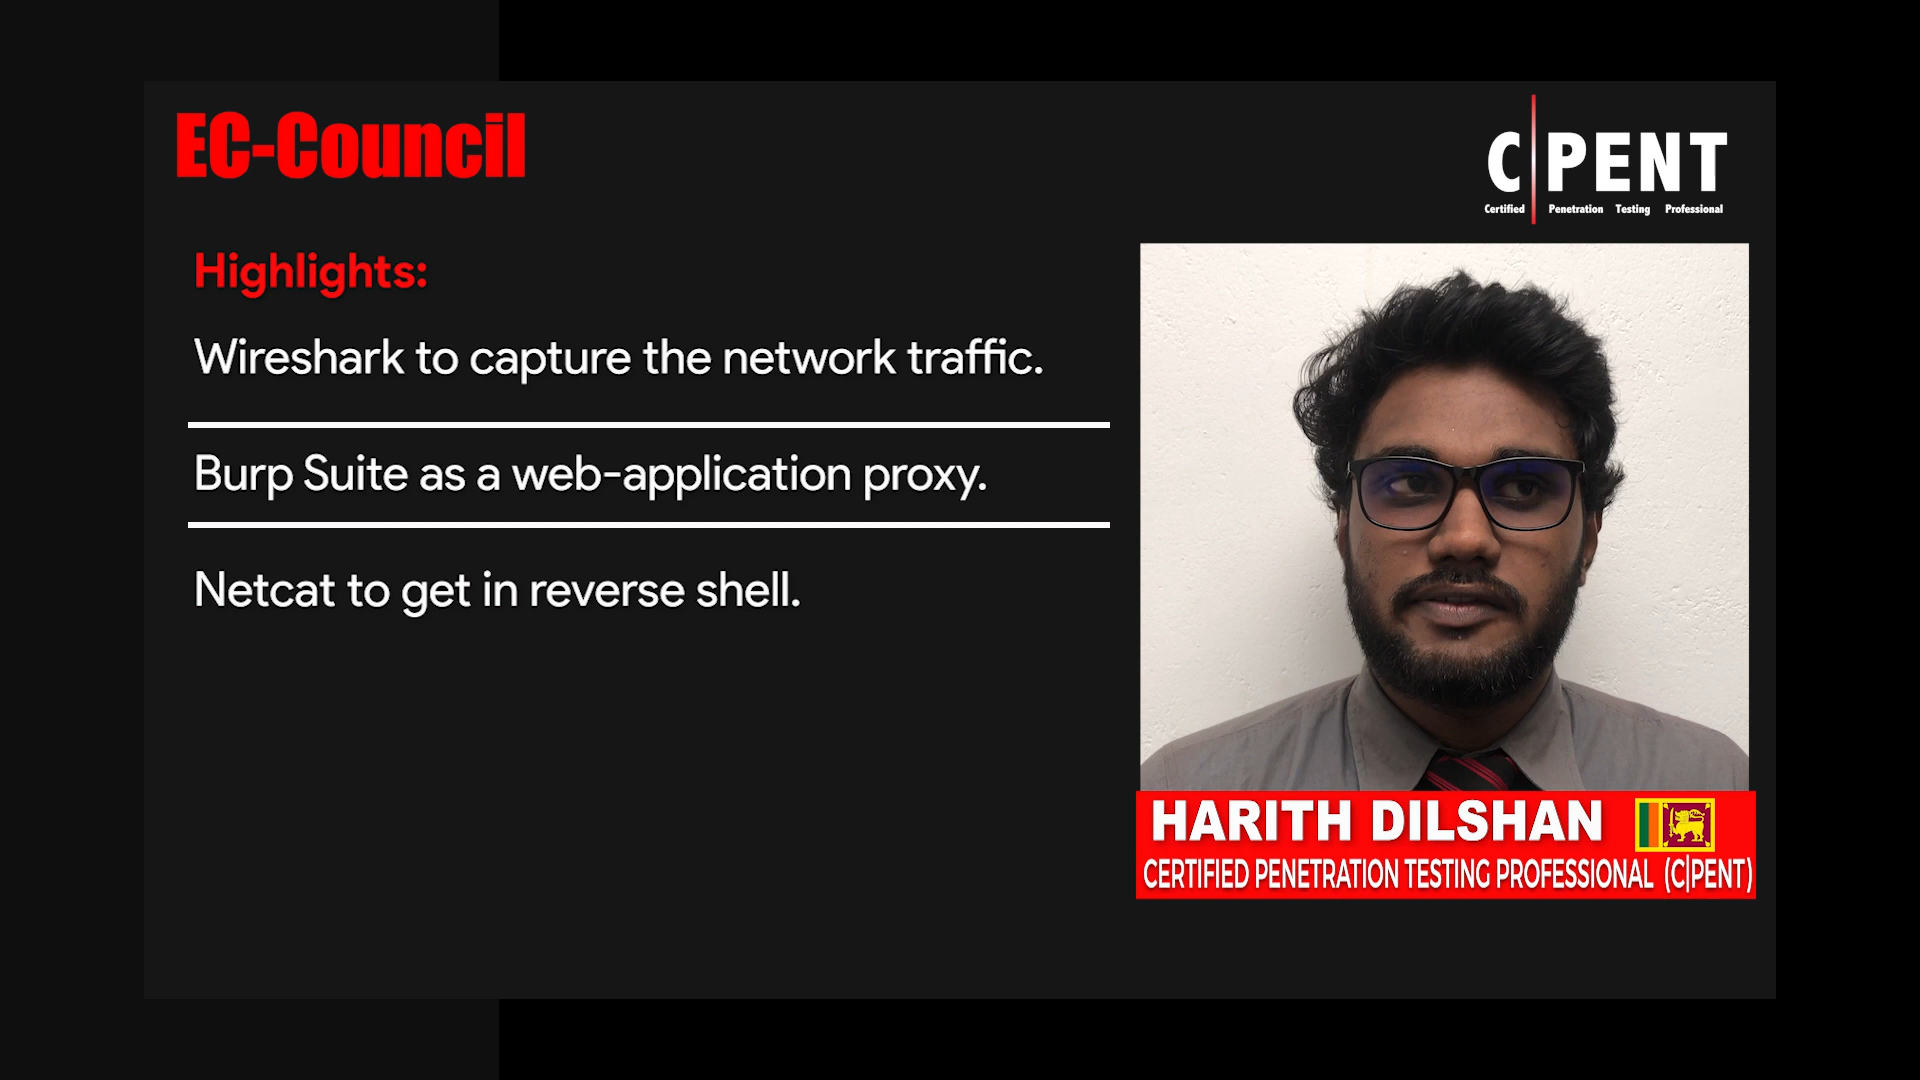 EC-Council
C|PENT
Certified Penetration Testing Professional
Highlights:
Wireshark to capture the network traffic.
Burp Suite as a web-application proxy.
Netcat to get in reverse shell.
HARITH DILSHAN
CERTIFIED PENETRATION TESTING PROFESSIONAL (C|PENT)